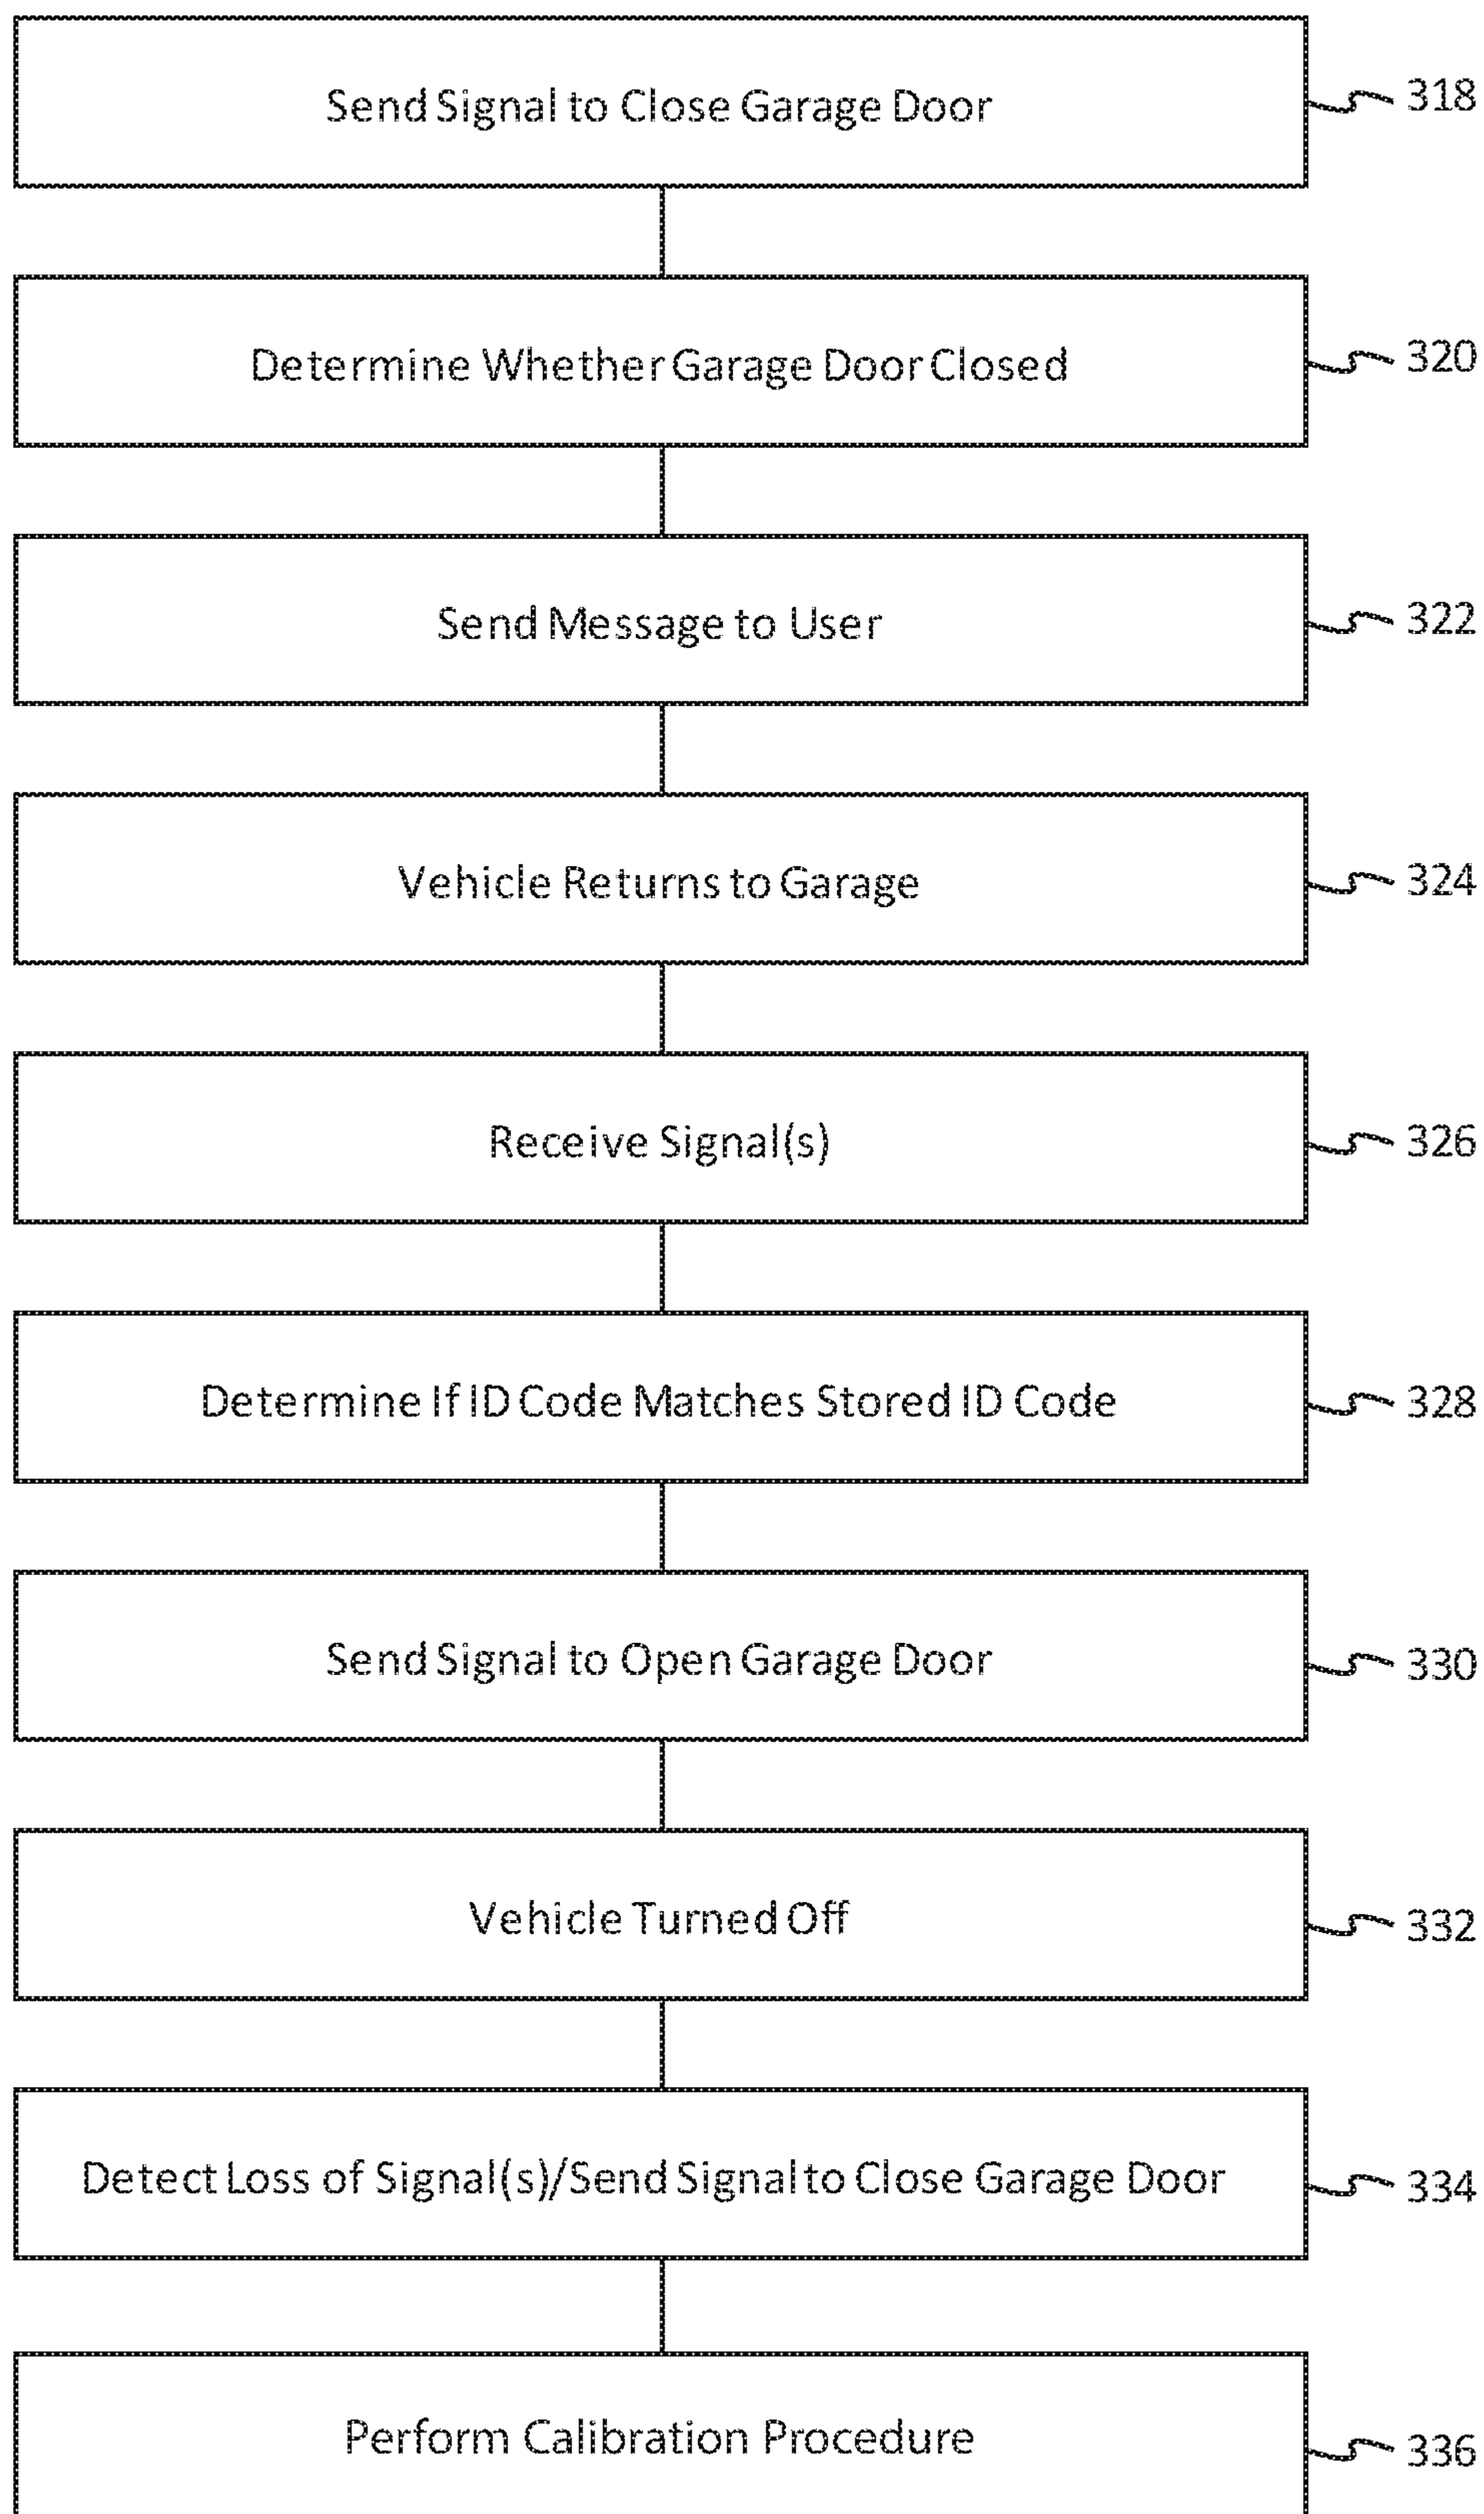 Send Signal to Close Garage Door 318
Determine Whether Garage Door Closed 320
Send Message to User 322
Vehicle Returns to Garage 324
Receive Signal(s) 326
Determine If ID Code Matches Stored ID Code 328
Send Signal to Open Garage Door 330
Vehicle Turned Off 332
Detect Loss of Signal(s)/Send Signal to Close Garage Door 334
Perform Calibration Procedure 336